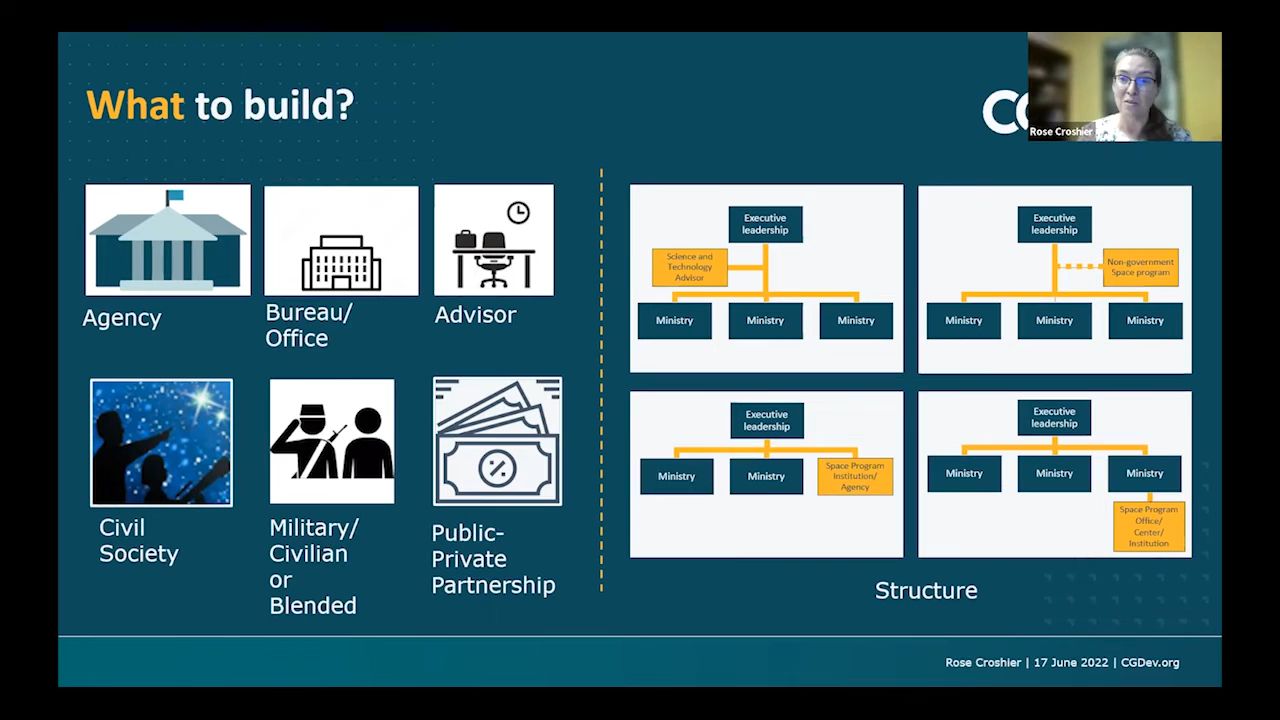 What to build?
CG
Rose Croshier
Agency
Bureau/
Office
Advisor
Civil
Society
Military/
Civilian
or
Blended
Public-
Private
Partnership
Executive
leadership
Science and
Technology
Advisor
Ministry
Ministry
Ministry
Executive
leadership
Non-government
Space program
Ministry
Ministry
Ministry
Executive
leadership
Ministry
Ministry
Space Program
Institution/
Agency
Executive
leadership
Ministry
Ministry
Ministry
Space Program
Office/
Center/
Institution
Structure
Rose Croshier | 17 June 2022 | CGDev.org